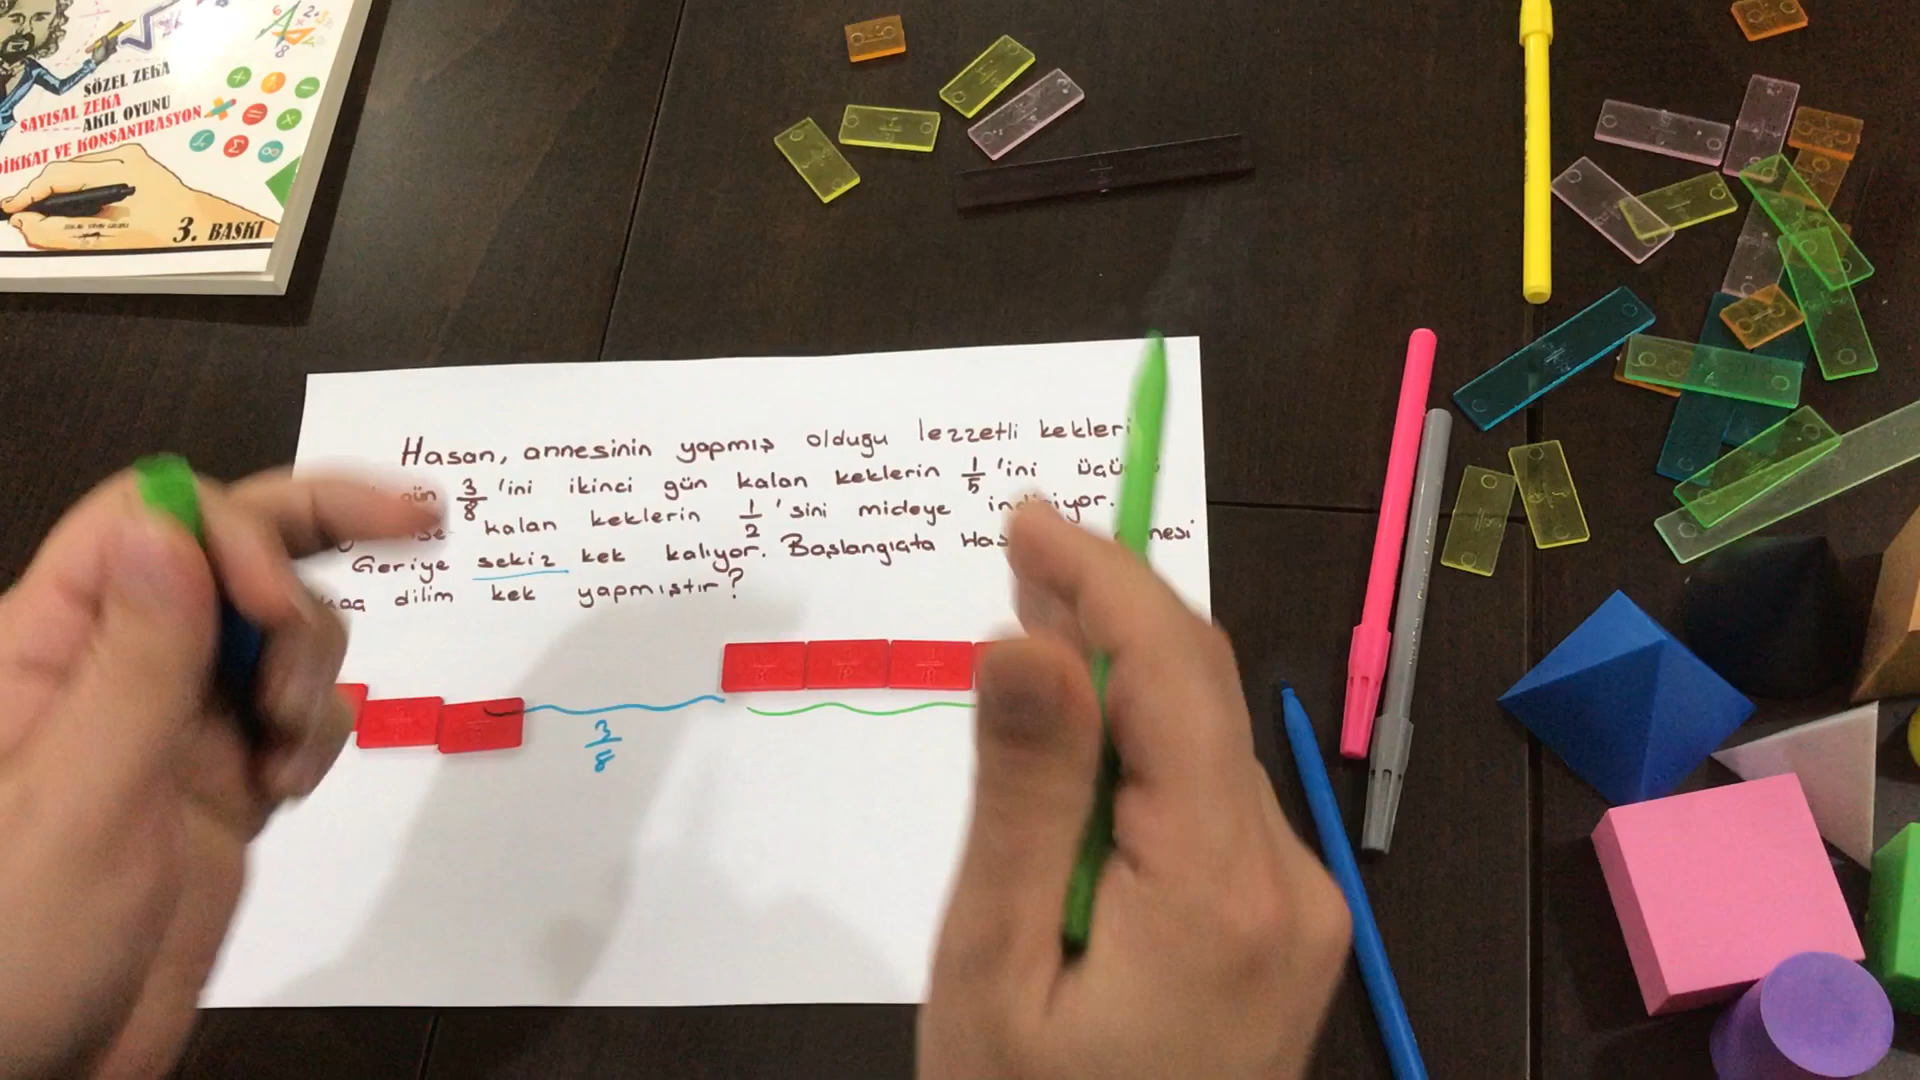 SÖZEL ZEKA
SAYISAL ZEKA
AKIL OYUNU
DİKKAT VE KONSANTRASYON
3. BASKI
Hasan, annesinin yapmış olduğu lezzetli kekleri
gün 3/8 'ini ikinci gün kalan keklerin 1/5 'ini
kalan keklerin 1/2 'sini mideye indiriyor.
Geriye sekiz kek kalıyor. Başlangıçta
dilim kek yapmıştır?
3/8